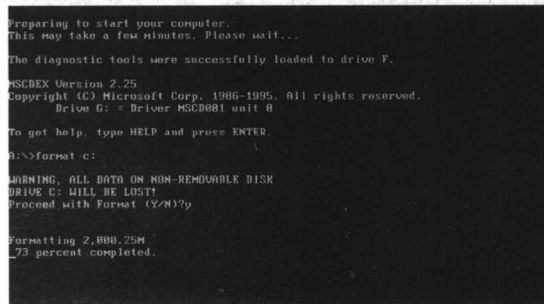 Preparing to start your computer.
This may take a few minutes. Please wait...
The diagnostic tools were successfully loaded to drive F.
MSCDEX Version 2.25
Copyright (C) Microsoft Corp. 1986-1995. All rights reserved.
Drive G: = Driver MSCD001 unit 0
To get help, type HELP and press ENTER.
A:\>format c:
WARNING, ALL DATA ON NON-REMOVABLE DISK
DRIVE C: WILL BE LOST!
Proceed with Format (Y/N)?y
Formatting 2,000.25M
_73 percent completed.